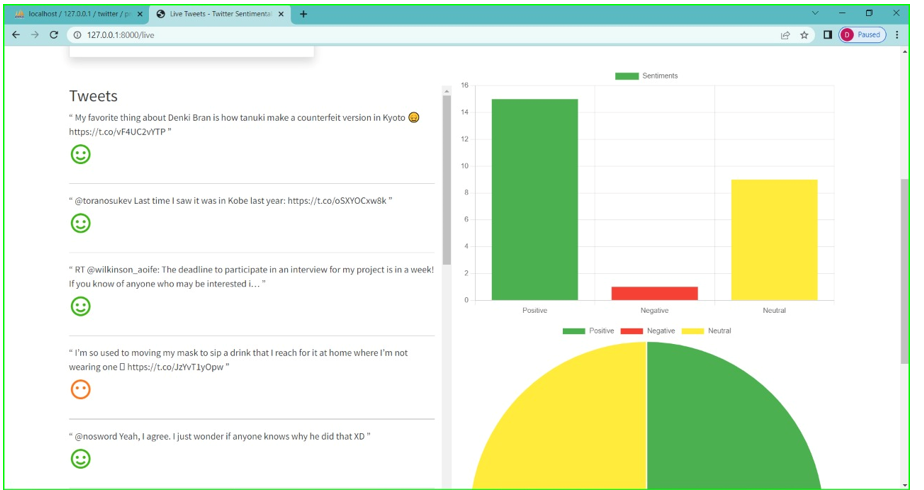 localhost / 127.0.0.1 / twitter / p
Live Tweets - Twitter Sentimenta
127.0.0.1:8000/live
D Paused
Tweets
“ My favorite thing about Denki Bran is how tanuki make a counterfeit version in Kyoto 😄
https://t.co/vF4UC2vYTP ”
“ @toranosukev Last time I saw it was in Kobe last year: https://t.co/oSXYOCxw8k ”
“ RT @wilkinson_aoife: The deadline to participate in an interview for my project is in a week!
If you know of anyone who may be interested i… ”
“ I'm so used to moving my mask to sip a drink that I reach for it at home where I'm not
wearing one ▯ https://t.co/JzYvT1yOpw ”
“ @nosword Yeah, I agree. I just wonder if anyone knows why he did that XD ”
Sentiments
16
14
12
10
8
6
4
2
0
Positive Negative Neutral
Positive Negative Neutral